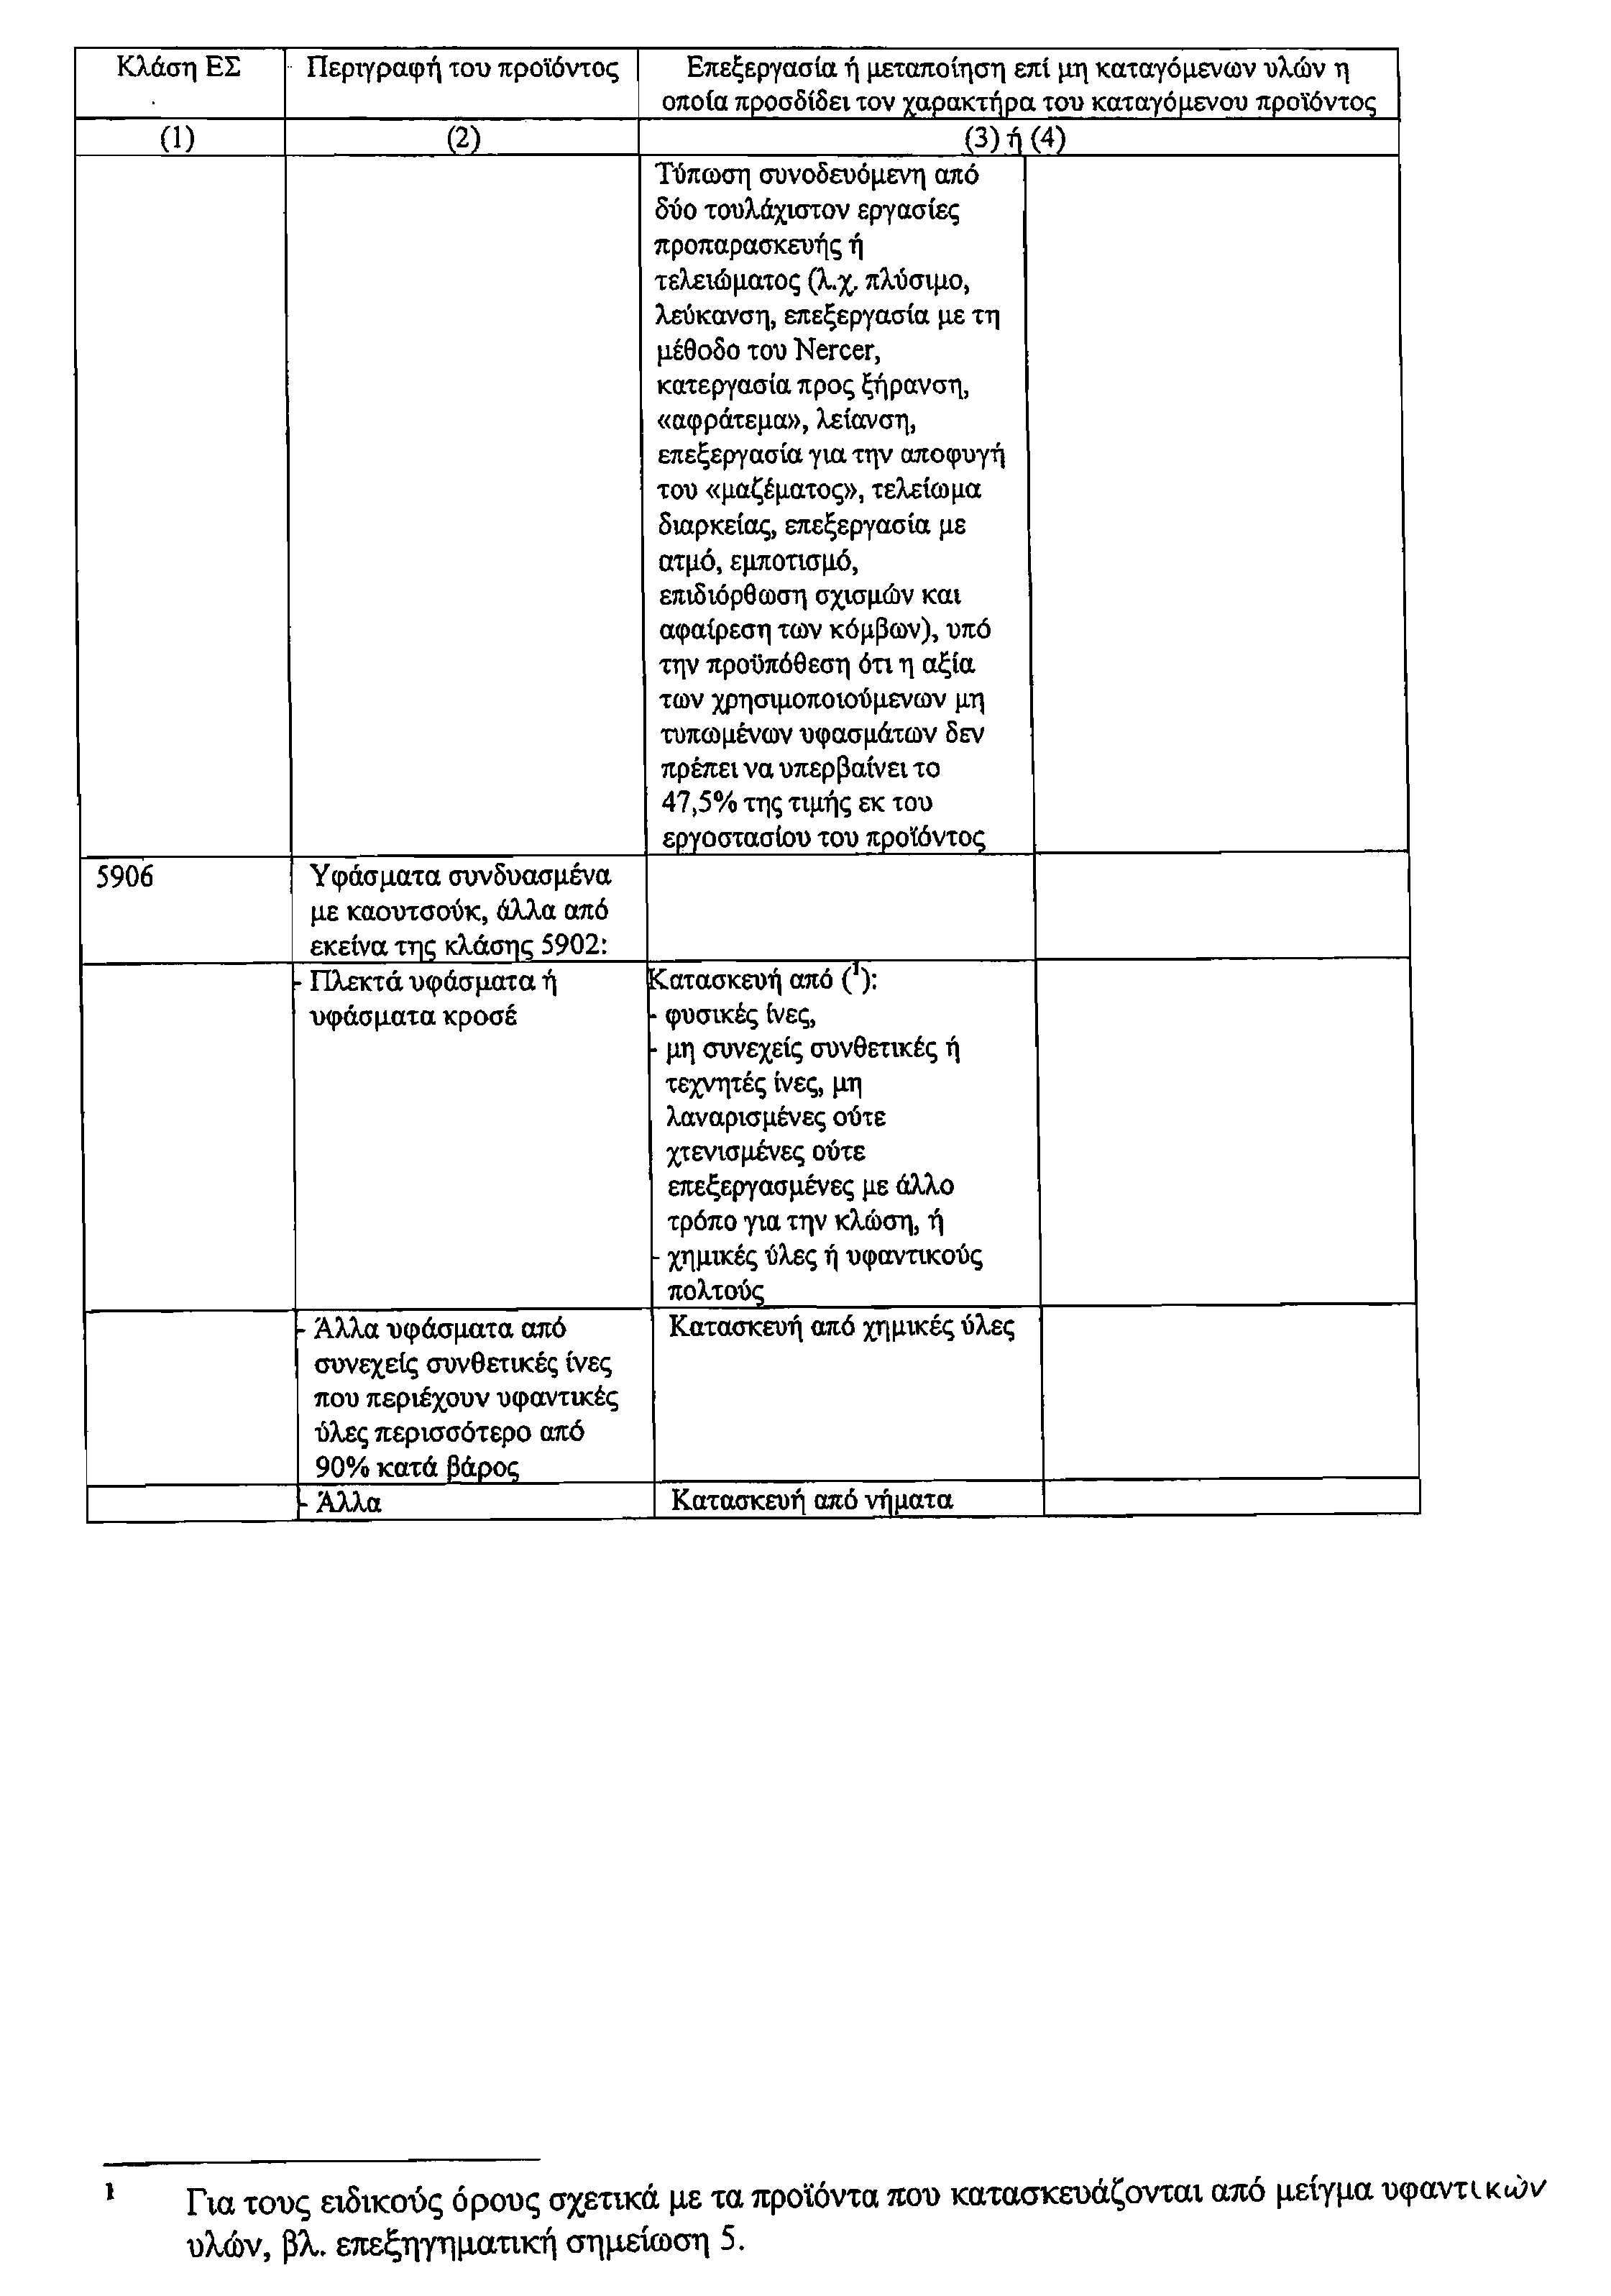 Κλάση ΕΣ
Περιγραφή του προϊόντος
Επεξεργασία ή μεταποίηση επί μη καταγόμενων υλών η
οποία προσδίδει τον χαρακτήρα του καταγόμενου προϊόντος
(1)
(2)
(3) ή (4)
Τύπωση συνοδευόμενη από
δύο τουλάχιστον εργασίες
προπαρασκευής ή
τελειώματος (λ.χ. πλύσιμο,
λεύκανση, επεξεργασία με τη
μέθοδο του Nercer,
κατεργασία προς ξήρανση,
«αφράτεμα», λείανση,
επεξεργασία για την αποφυγή
του «μαζέματος», τελείωμα
διαρκείας, επεξεργασία με
ατμό, εμποτισμό,
επιδιόρθωση σχισμών και
αφαίρεση των κόμβων), υπό
την προϋπόθεση ότι η αξία
των χρησιμοποιούμενων μη
τυπωμένων υφασμάτων δεν
πρέπει να υπερβαίνει το
47,5% της τιμής εκ του
εργοστασίου του προϊόντος
5906
Υφάσματα συνδυασμένα
με καουτσούκ, άλλα από
εκείνα της κλάσης 5902:
- Πλεκτά υφάσματα ή
υφάσματα κροσέ
Κατασκευή από (1):
- φυσικές ίνες,
- μη συνεχείς συνθετικές ή
τεχνητές ίνες, μη
λαναρισμένες ούτε
χτενισμένες ούτε
επεξεργασμένες με άλλο
τρόπο για την κλώση, ή
- χημικές ύλες ή υφαντικούς
πολτούς
- Άλλα υφάσματα από
συνεχείς συνθετικές ίνες
που περιέχουν υφαντικές
ύλες περισσότερο από
90% κατά βάρος
Κατασκευή από χημικές ύλες
- Άλλα
Κατασκευή από νήματα
1 Για τους ειδικούς όρους σχετικά με τα προϊόντα που κατασκευάζονται από μείγμα υφαντικών
υλών, βλ. επεξηγηματική σημείωση 5.